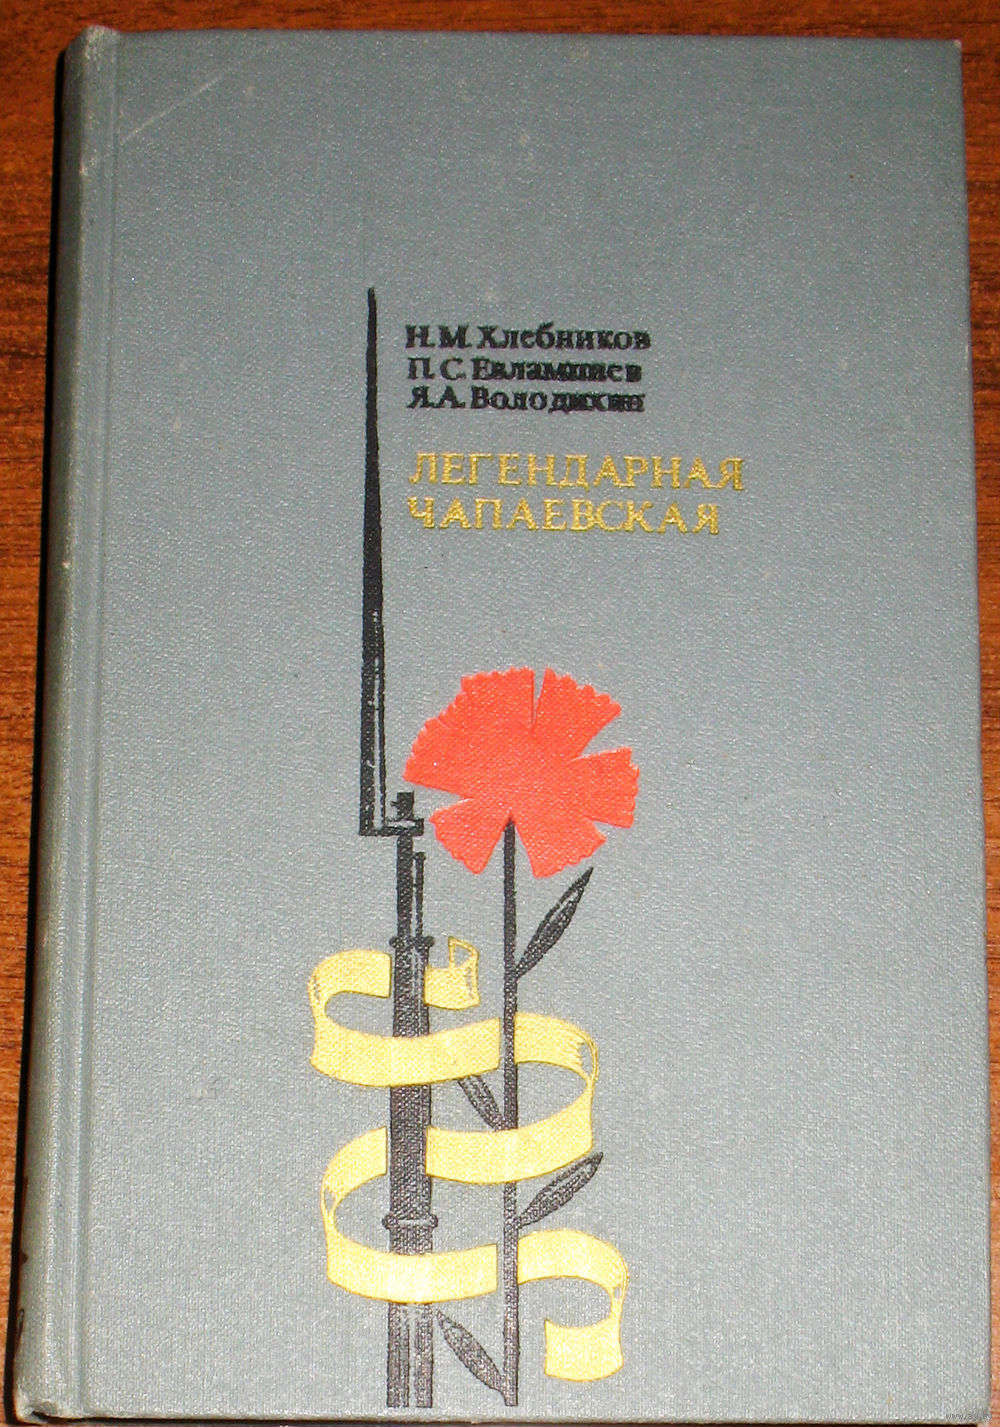 Н.М.Хлебников
П.С.Евлампиев
Я.А.Володихин
ЛЕГЕНДАРНАЯ
ЧАПАЕВСКАЯ